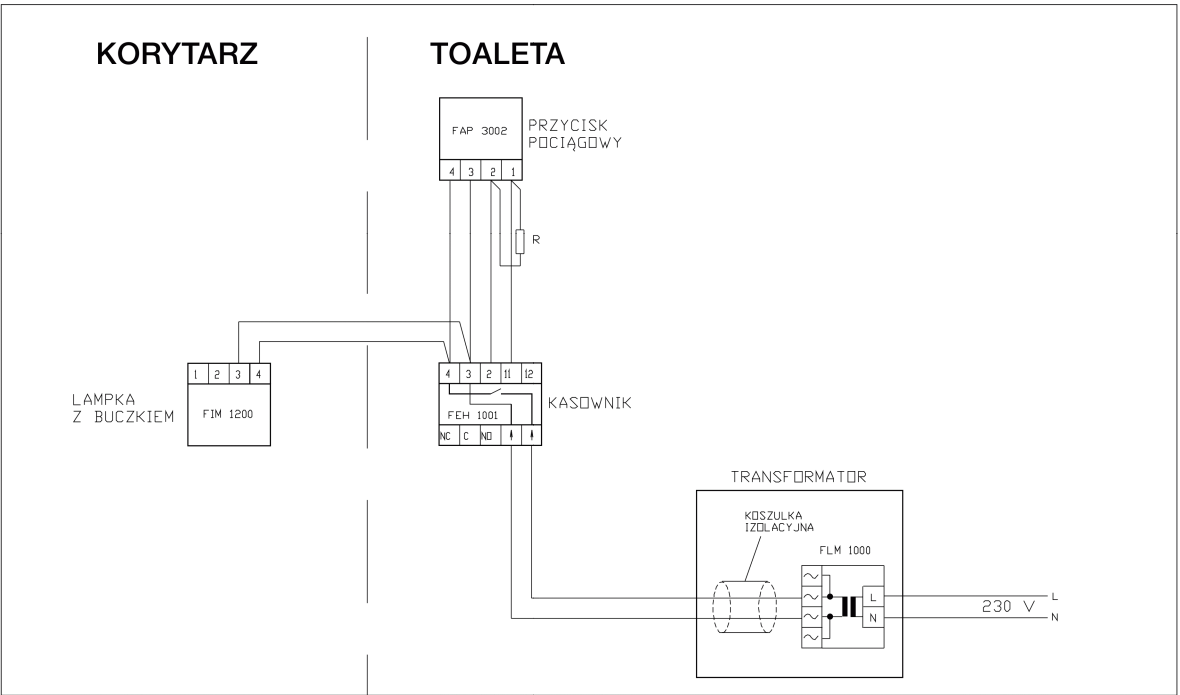 KORYTARZ
TOALETA
FAP 3002
PRZYCISK
POCIĄGOWY
4 3 2 1
R
1 2 3 4
LAMPKA
Z BUCZKIEM
FIM 1200
4 3 2 11 12
KASOWNIK
FEH 1001
NC C NO
TRANSFORMATOR
KOSZULKA
IZOLACYJNA
FLM 1000
L
N
230 V
L
N